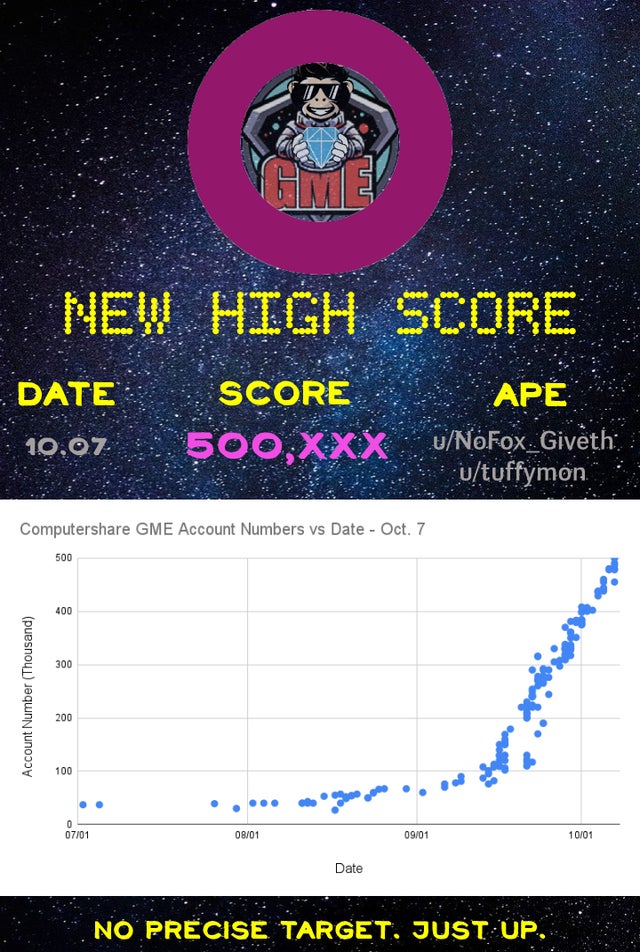 GME
NEW HIGH SCORE
DATE SCORE APE
10.07 500,XXX u/NoFox_Giveth
u/tuffymon
Computershare GME Account Numbers vs Date - Oct. 7
Account Number (Thousand)
500
400
300
200
100
0
07/01 08/01 09/01 10/01
Date
NO PRECISE TARGET. JUST UP.